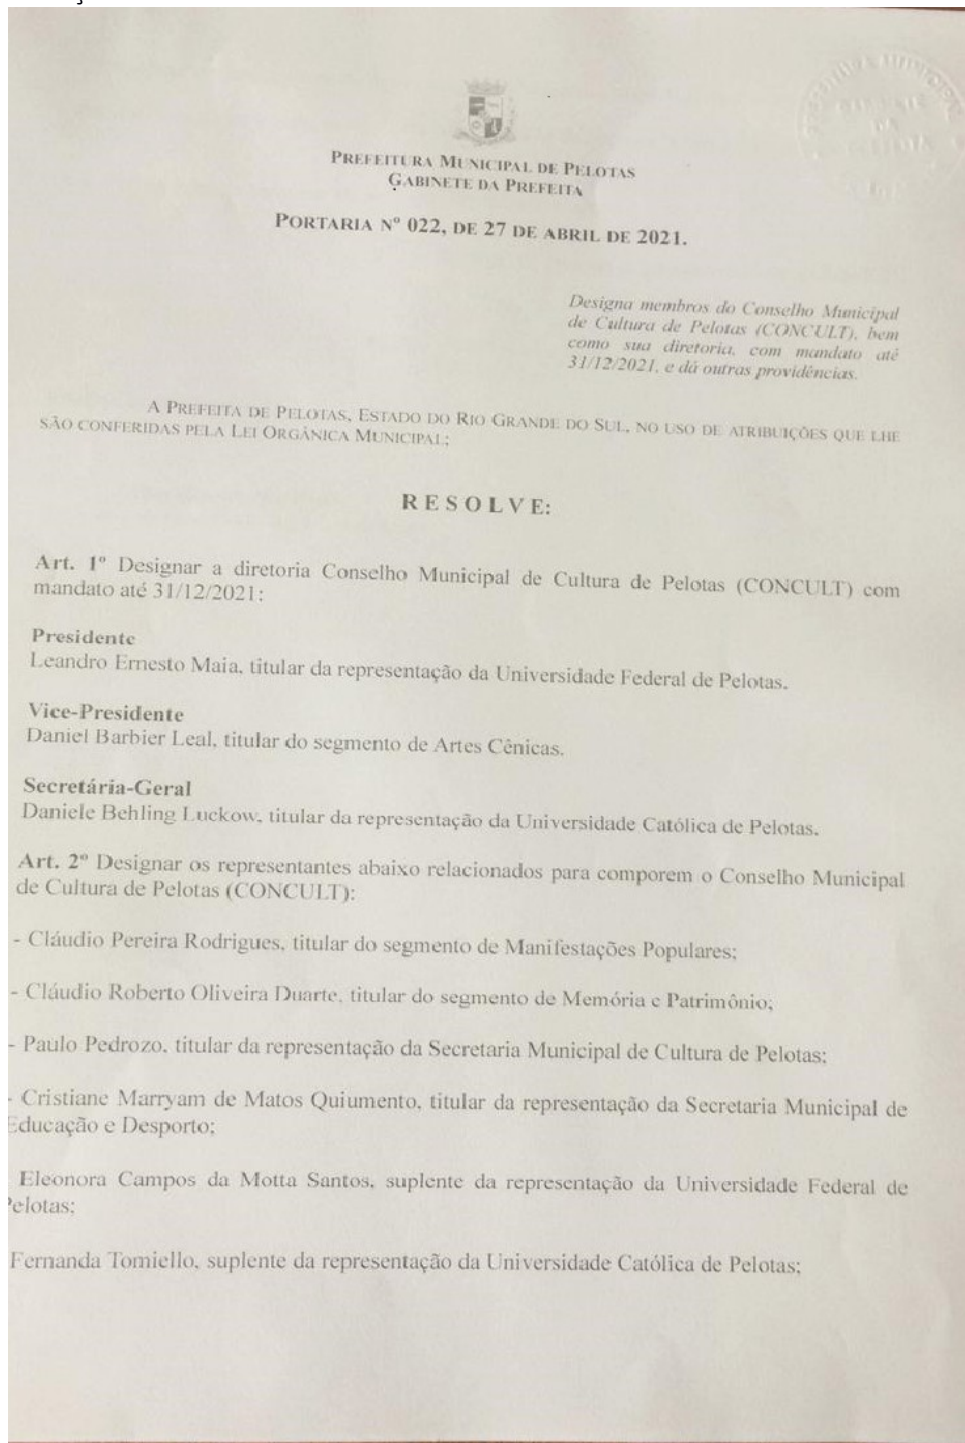 PREFEITURA MUNICIPAL DE PELOTAS
GABINETE DA PREFEITA
PORTARIA Nº 022, DE 27 DE ABRIL DE 2021.
Designa membros do Conselho Municipal
de Cultura de Pelotas (CONCULT), bem
como sua diretoria, com mandato até
31/12/2021, e dá outras providências.
A PREFEITA DE PELOTAS, ESTADO DO RIO GRANDE DO SUL, NO USO DE ATRIBUIÇÕES QUE LHE
SÃO CONFERIDAS PELA LEI ORGÂNICA MUNICIPAL;
RESOLVE:
Art. 1º Designar a diretoria Conselho Municipal de Cultura de Pelotas (CONCULT) com
mandato até 31/12/2021:
Presidente
Leandro Ernesto Maia, titular da representação da Universidade Federal de Pelotas.
Vice-Presidente
Daniel Barbier Leal, titular do segmento de Artes Cênicas.
Secretária-Geral
Daniele Behling Luckow, titular da representação da Universidade Católica de Pelotas.
Art. 2º Designar os representantes abaixo relacionados para comporem o Conselho Municipal
de Cultura de Pelotas (CONCULT):
- Cláudio Pereira Rodrigues, titular do segmento de Manifestações Populares;
- Cláudio Roberto Oliveira Duarte, titular do segmento de Memória e Patrimônio;
- Paulo Pedrozo, titular da representação da Secretaria Municipal de Cultura de Pelotas;
- Cristiane Marryam de Matos Quiumento, titular da representação da Secretaria Municipal de
Educação e Desporto;
Eleonora Campos da Motta Santos, suplente da representação da Universidade Federal de
Pelotas;
Fernanda Tomiello, suplente da representação da Universidade Católica de Pelotas;